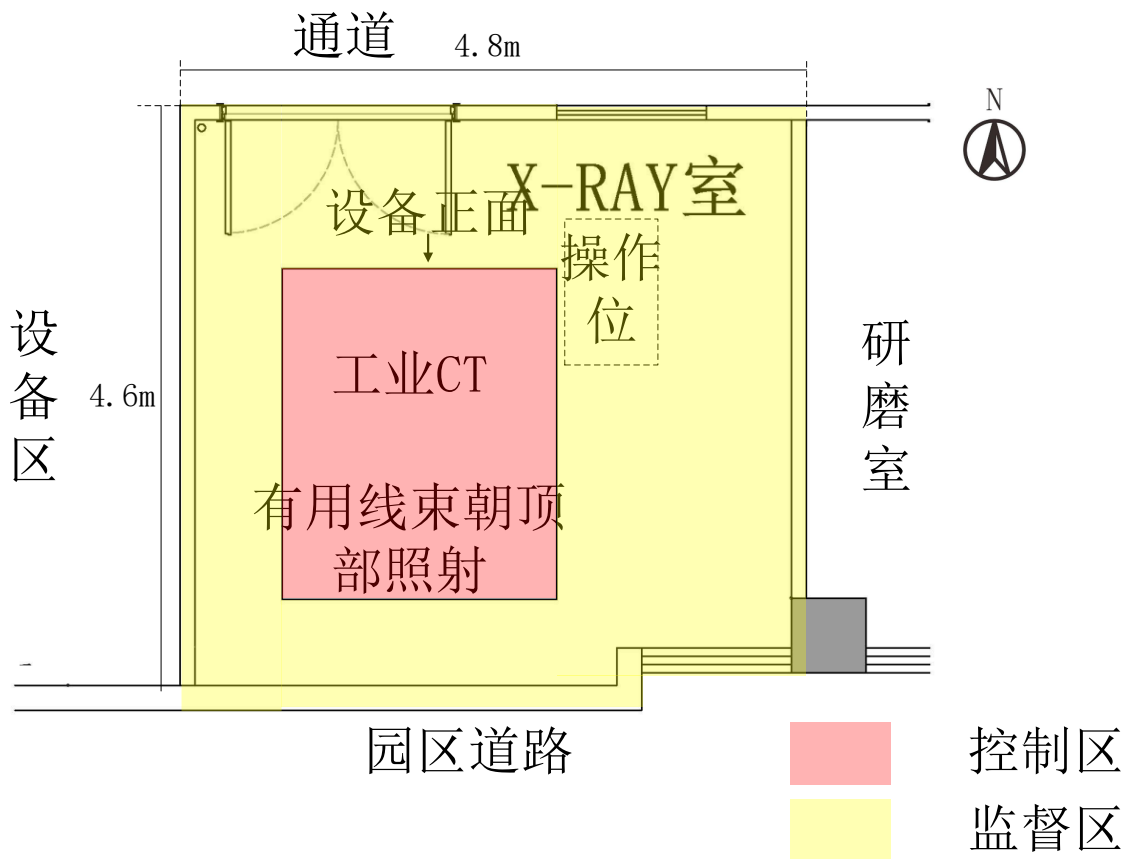 通道
4.8m
N
X-RAY室
设备正面
操作
位
设
备
区
4.6m
工业CT
研
磨
室
有用线束朝顶
部照射
园区道路
控制区
监督区